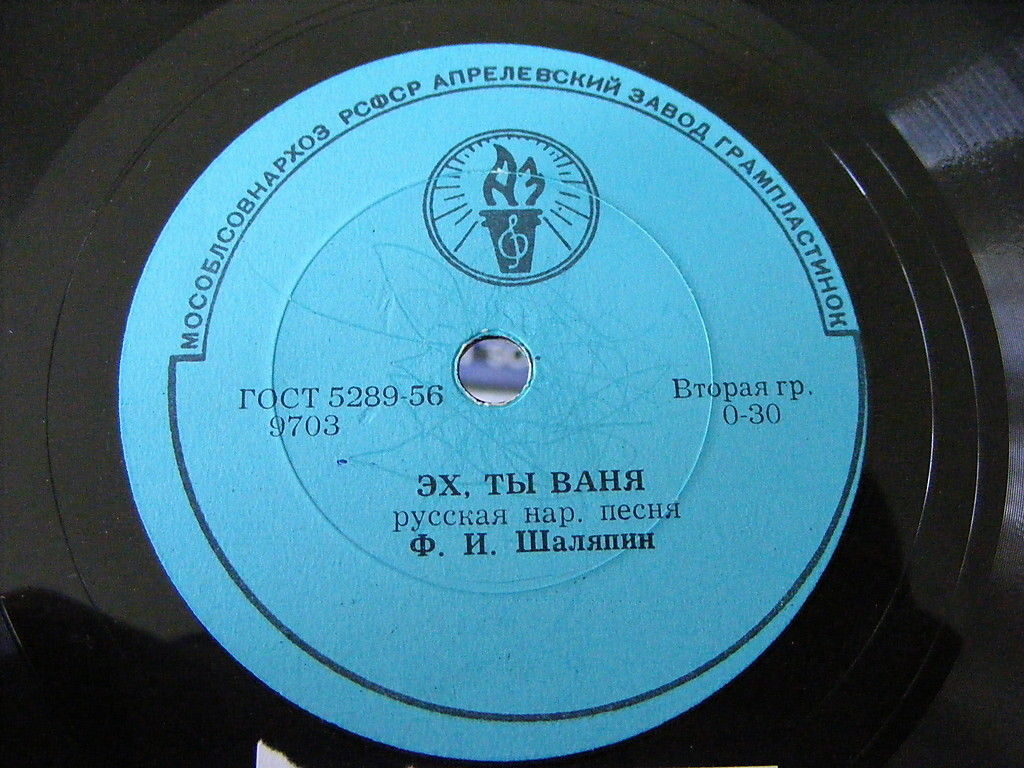 МОСОБЛСОВНАРХОЗ РСФСР АПРЕЛЕВСКИЙ ЗАВОД ГРАМПЛАСТИНОК
АЗ
ГОСТ 5289-56
9703
Вторая гр.
0-30
ЭХ, ТЫ ВАНЯ
русская нар. песня
Ф. И. Шаляпин